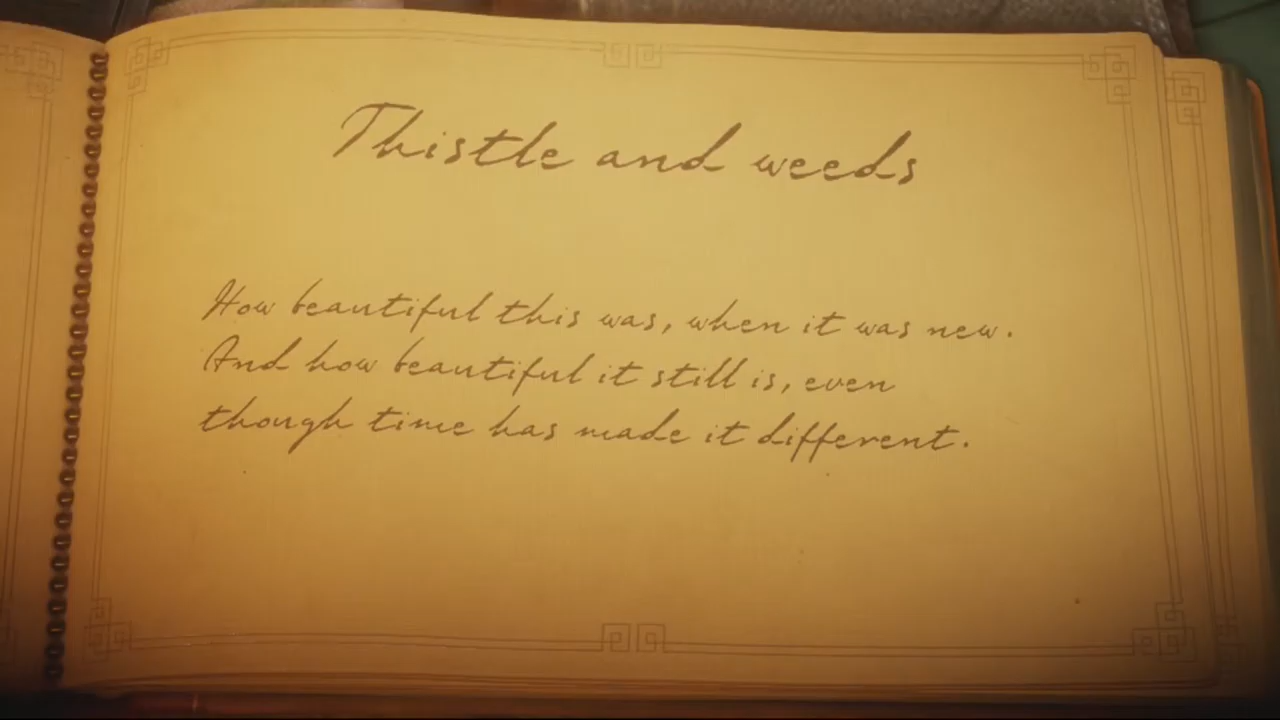 Thistle and weeds
How beautiful this was, when it was new.
And how beautiful it still is, even
though time has made it different.